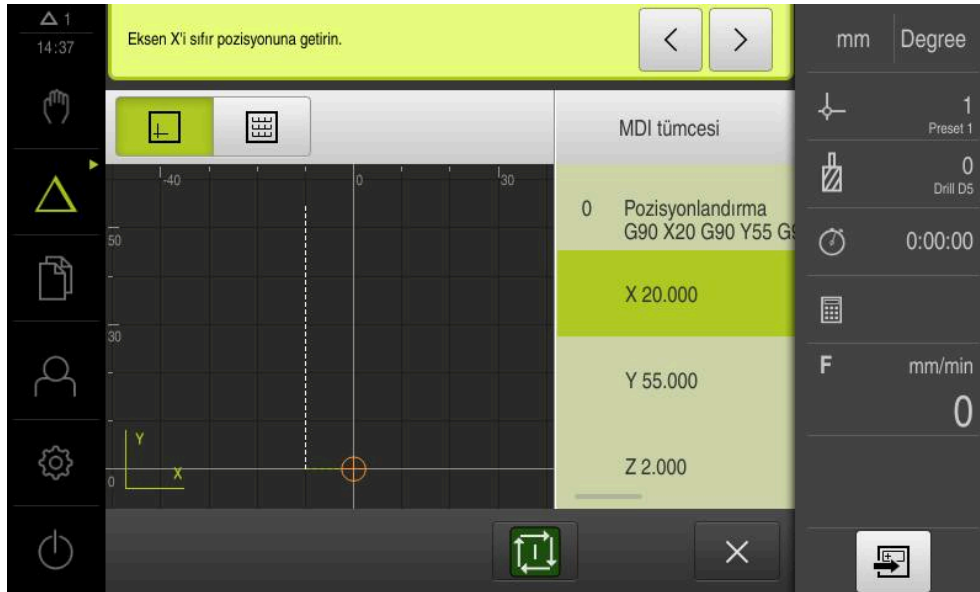 1
14:37
Eksen X'i sıfır pozisyonuna getirin.
mm Degree
1
Preset 1
0
Drill D5
0:00:00
F mm/min
0
MDI tümcesi
0 Pozisyonlandırma
G90 X20 G90 Y55
X 20.000
Y 55.000
Z 2.000
-40 0 30
50
30
0
Y
X